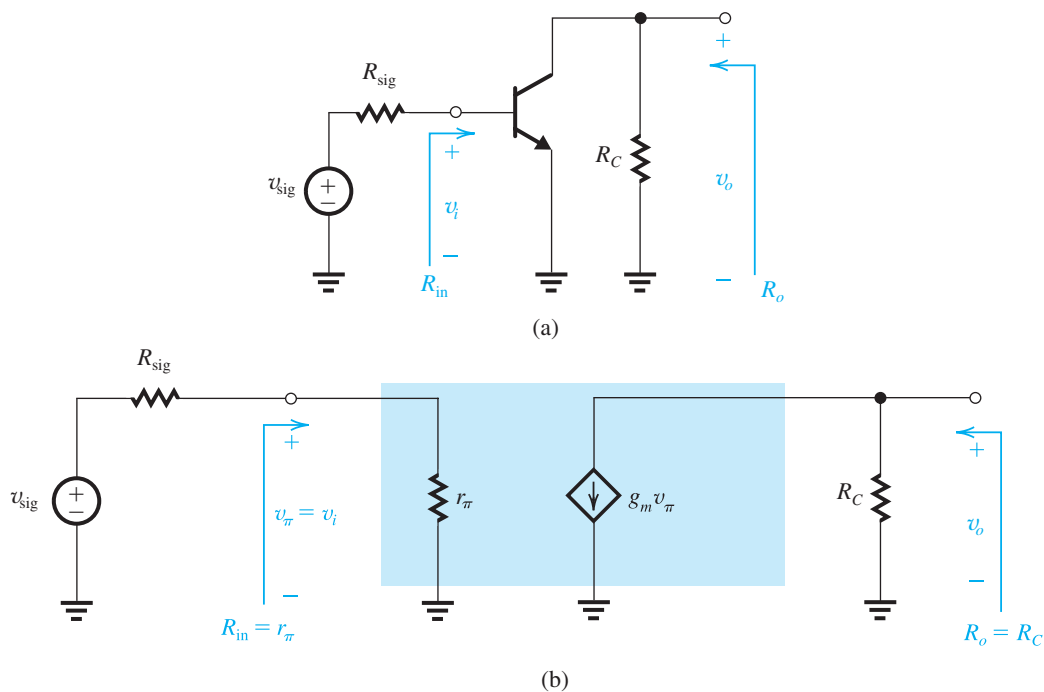 R_sig
v_sig
+
−
+
v_i
−
R_in
R_C
+
v_o
−
R_o
(a)
R_sig
v_sig
+
−
+
v_π = v_i
−
R_in = r_π
r_π
g_m v_π
R_C
+
v_o
−
R_o = R_C
(b)